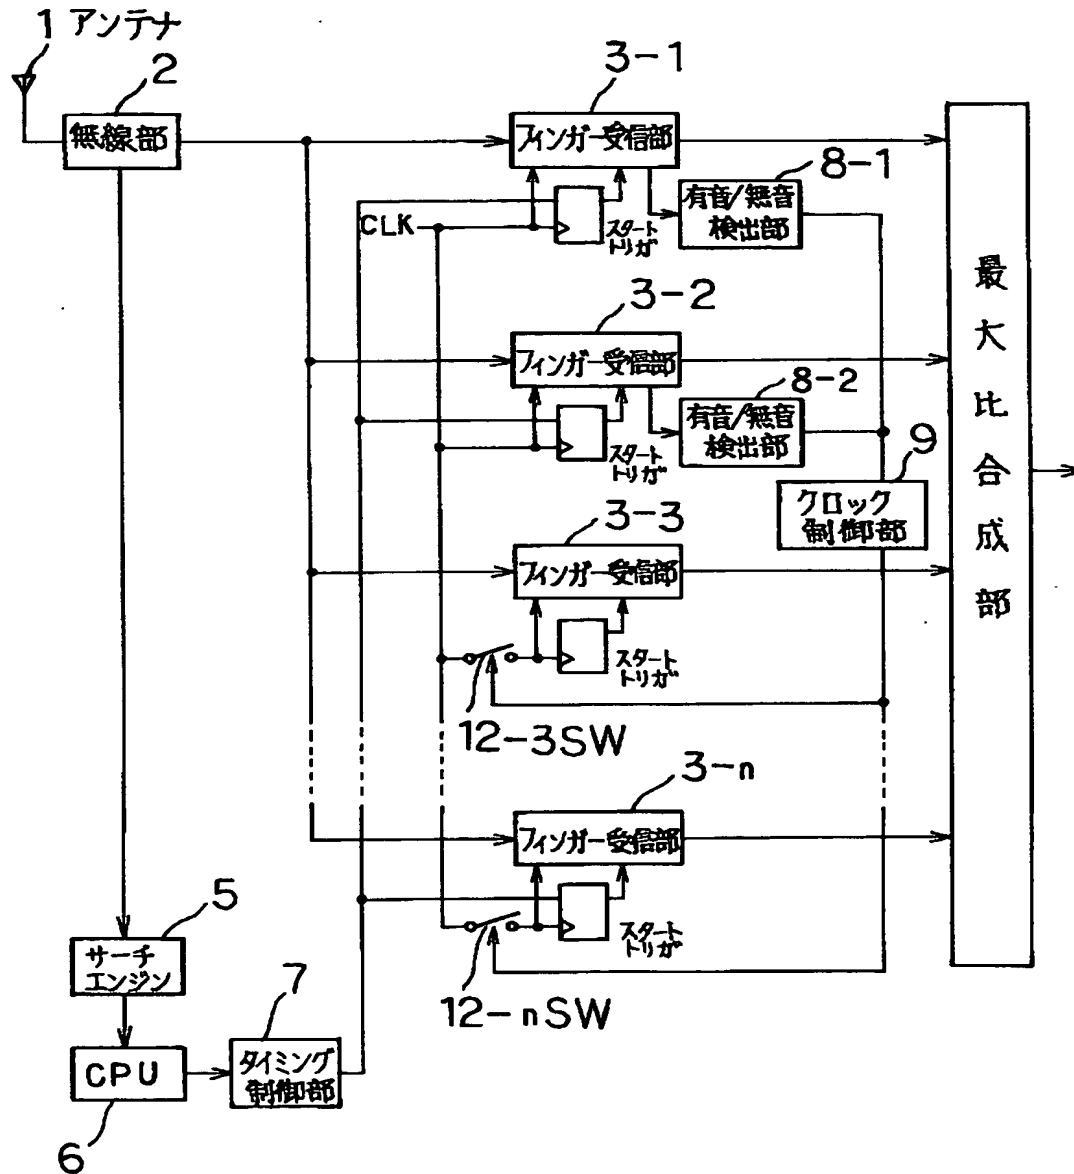 1 アンテナ
2
無線部
3-1
フィンガー受信部
8-1
有音/無音
検出部
CLK
スタート
トリガ
3-2
フィンガー受信部
8-2
有音/無音
検出部
スタート
トリガ
9
クロック
制御部
3-3
フィンガー受信部
スタート
トリガ
12-3SW
3-n
フィンガー受信部
スタート
トリガ
12-nSW
最大比合成部
5
サーチ
エンジン
7
CPU
タイミング
制御部
6